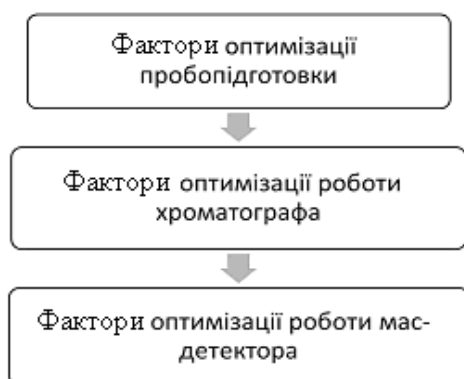 Фактори оптимізації
пробопідготовки
Фактори оптимізації роботи
хроматографа
Фактори оптимізації роботи мас-
детектора